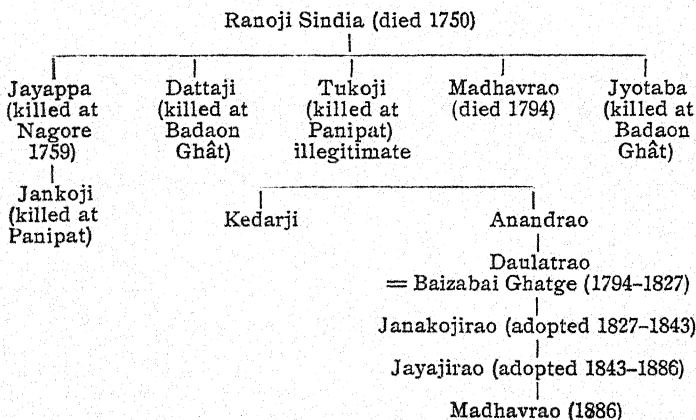 Ranoji Sindia (died 1750)
Jayappa
(killed at
Nagore
1759)
Dattaji
(killed at
Badaon
Ghât)
Tukoji
(killed at
Panipat)
illegitimate
Madhavrao
(died 1794)
Jyotaba
(killed at
Badaon
Ghât)
Jankoji
(killed at
Panipat)
Kedarji
Anandrao
Daulatrao
= Baizabai Ghatge (1794–1827)
Janakojirao (adopted 1827–1843)
Jayajirao (adopted 1843–1886)
Madhavrao (1886)